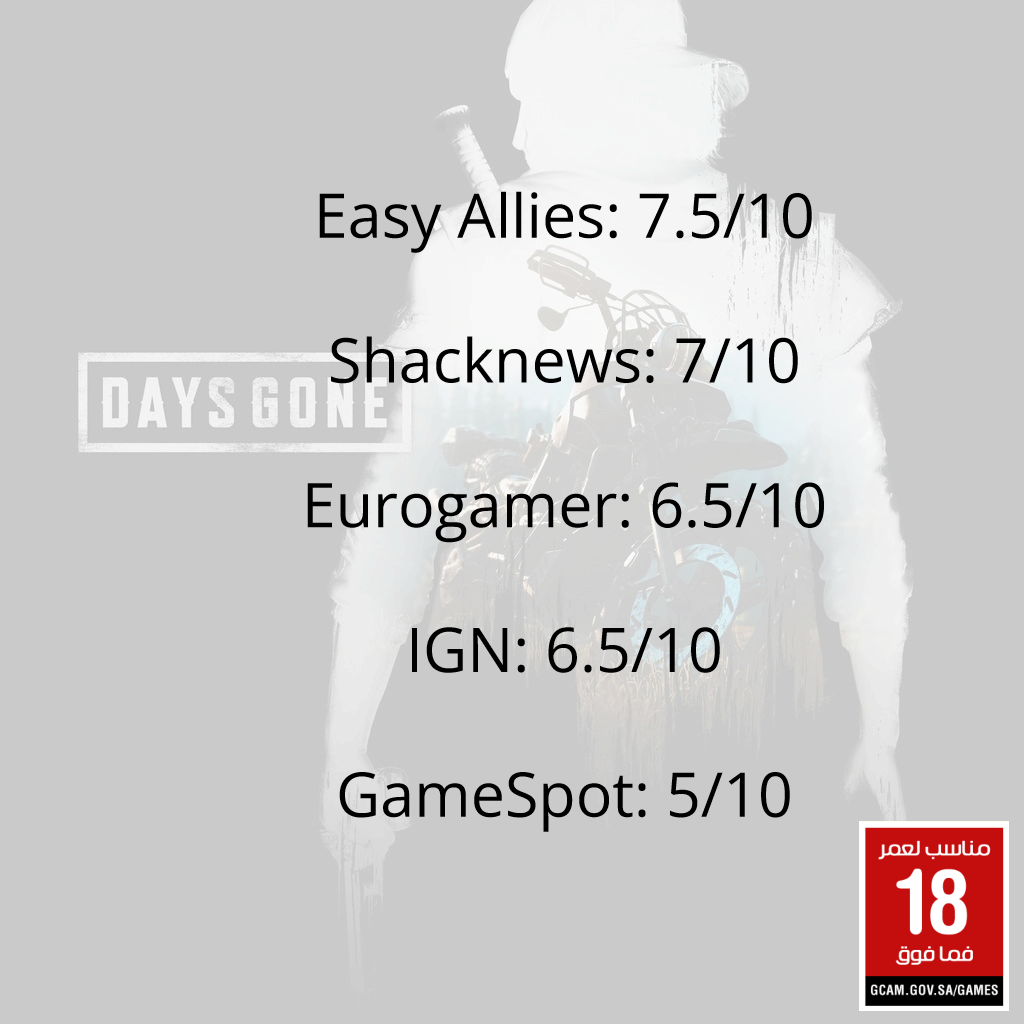 Easy Allies: 7.5/10
Shacknews: 7/10
DAYS GONE
Eurogamer: 6.5/10
IGN: 6.5/10
GameSpot: 5/10
مناسب لعمر
18
فما فوق
GCAM.GOV.SA/GAMES